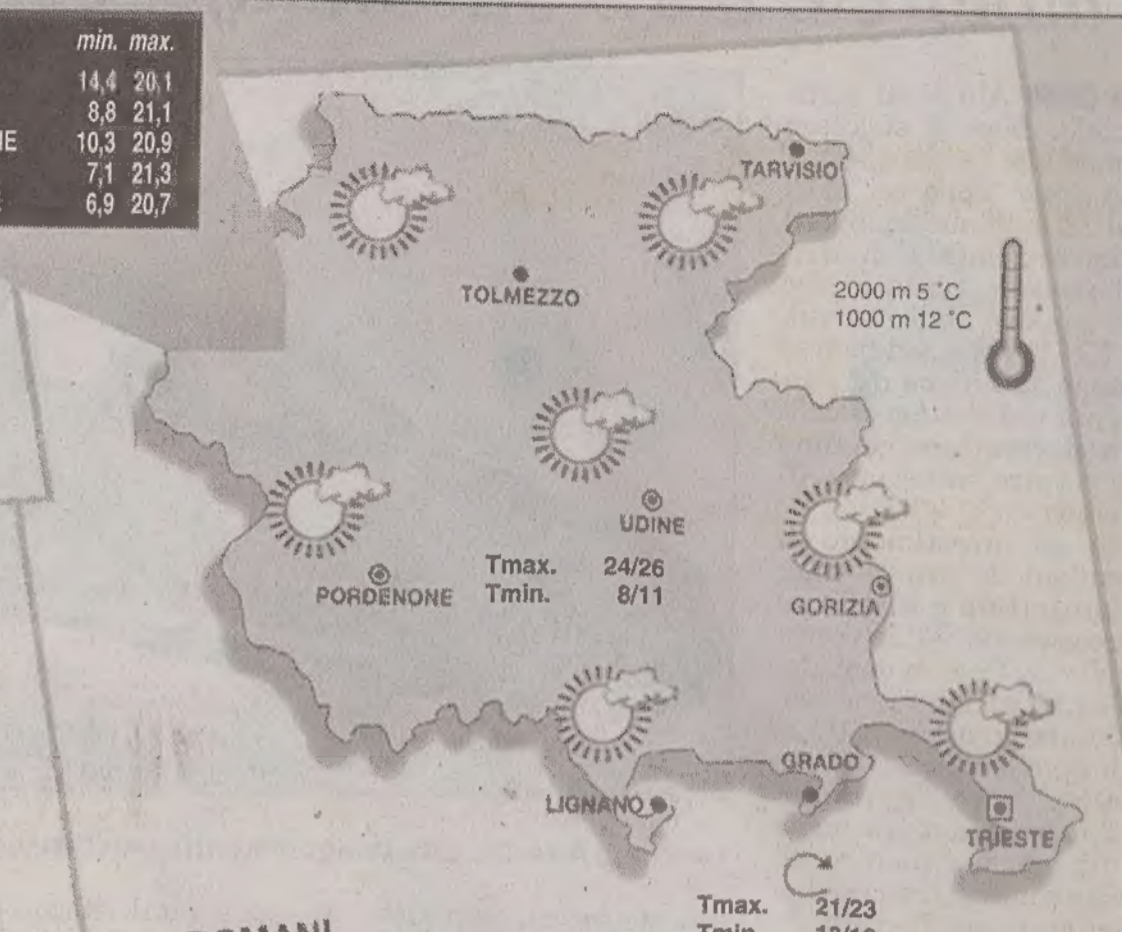 min. max.
14,4 20,1
8,8 21,1
NE 10,3 20,9
7,1 21,3
6,9 20,7
TARVISIO
TOLMEZZO
2000 m 5 °C
1000 m 12 °C
UDINE
Tmax. 24/26
Tmin. 8/11
PORDENONE
GORIZIA
GRADO
LIGNANO
TRIESTE
Tmax. 21/23
Tmin.